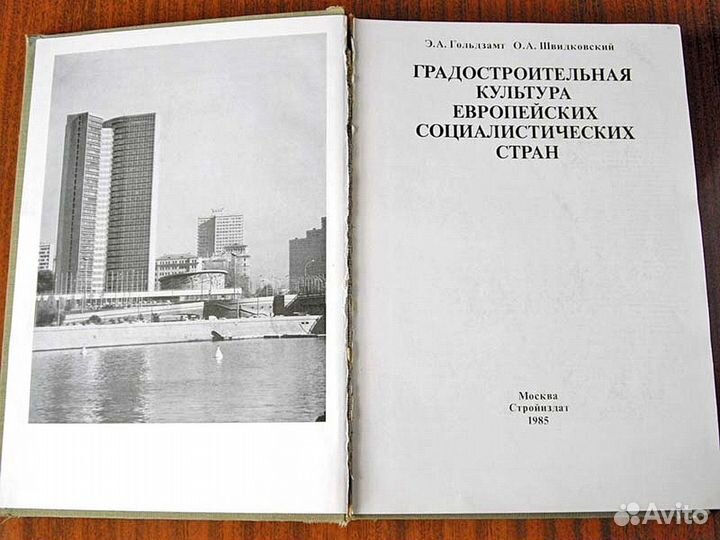 Э.А. Гольдзамт О.А. Швидковский
ГРАДОСТРОИТЕЛЬНАЯ
КУЛЬТУРА
ЕВРОПЕЙСКИХ
СОЦИАЛИСТИЧЕСКИХ
СТРАН
Москва
Стройиздат
1985
Avito